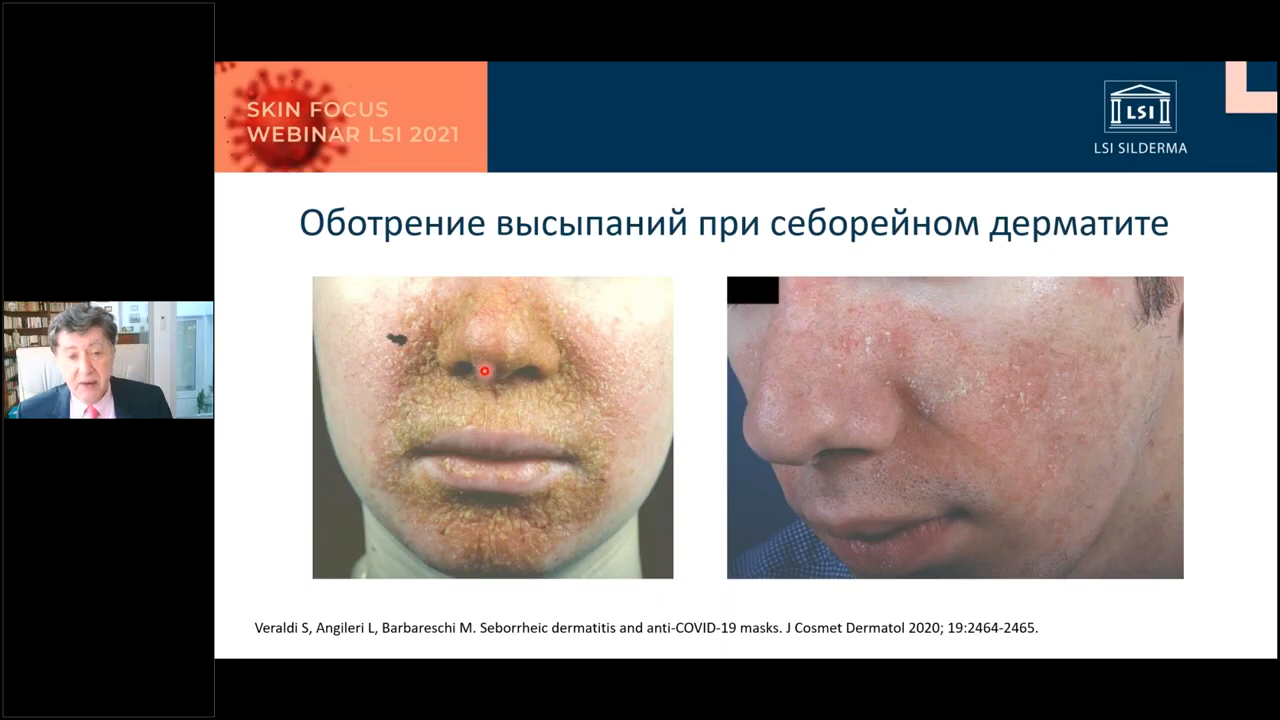 SKIN FOCUS
WEBINAR LSI 2021
LSI
LSI SILDERMA
Оботрение высыпаний при себорейном дерматите
Veraldi S, Angileri L, Barbareschi M. Seborrheic dermatitis and anti-COVID-19 masks. J Cosmet Dermatol 2020; 19:2464-2465.